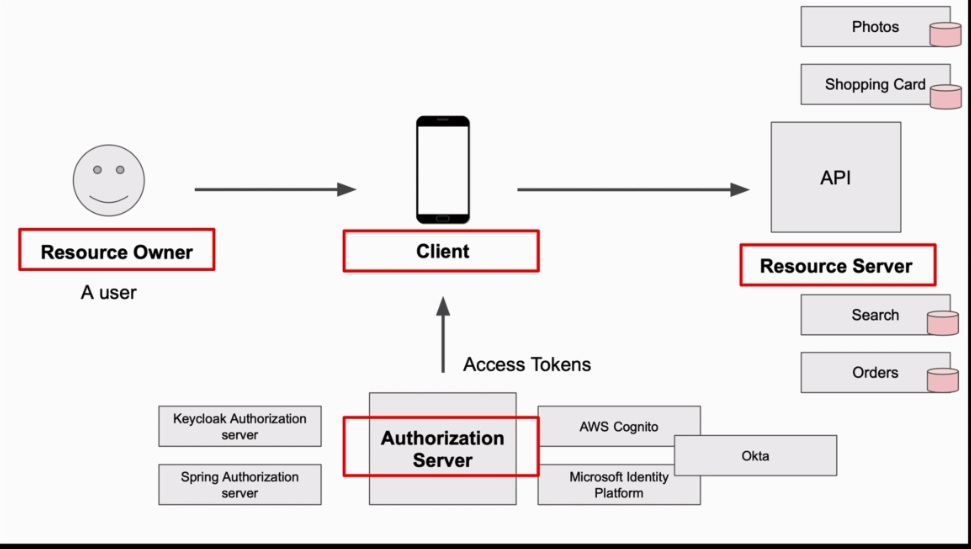 Photos
Shopping Card
API
Resource Owner
Client
Resource Server
A user
Search
Access Tokens
Orders
Keycloak Authorization
server
Authorization
Server
AWS Cognito
Okta
Spring Authorization
server
Microsoft Identity
Platform